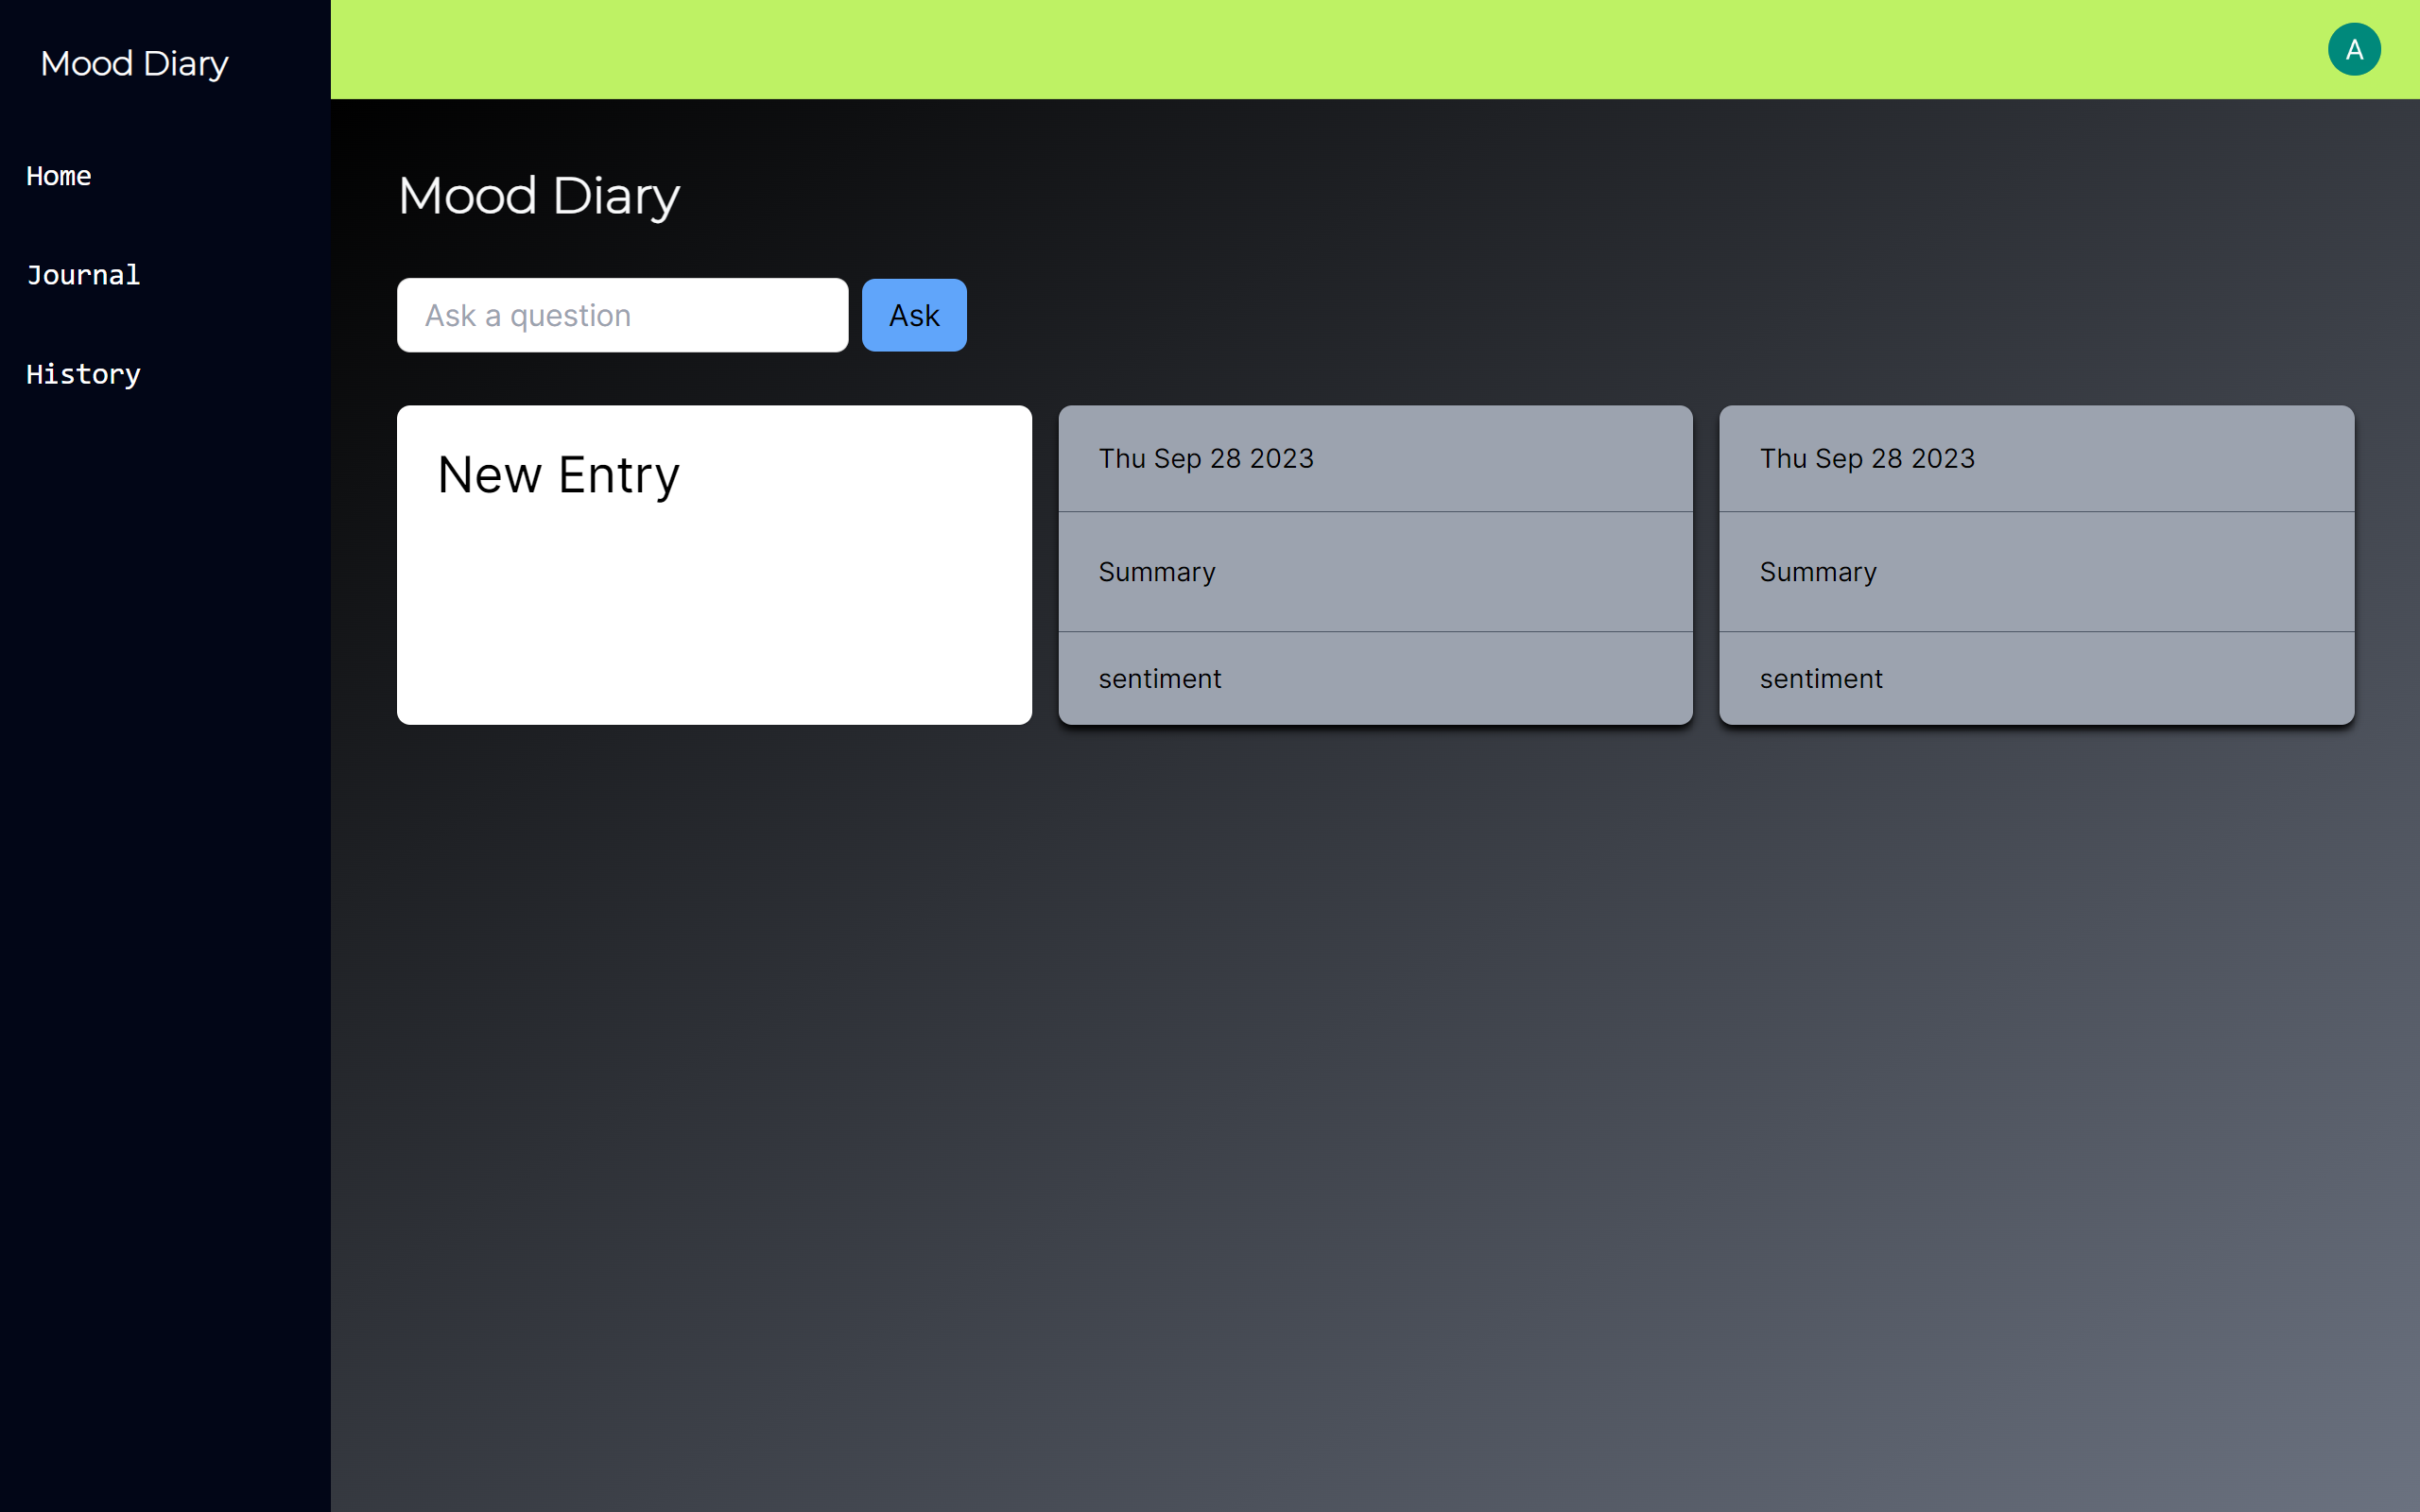 Mood Diary
Home
Journal
History
A
Mood Diary
Ask a question
Ask
New Entry
Thu Sep 28 2023
Summary
sentiment
Thu Sep 28 2023
Summary
sentiment